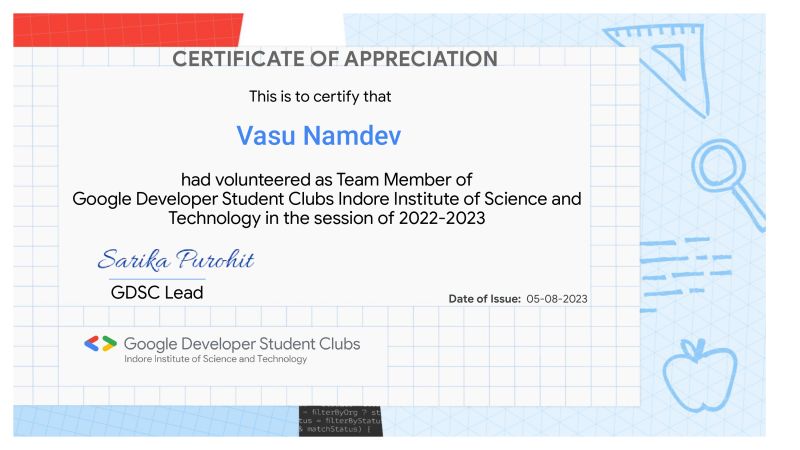 CERTIFICATE OF APPRECIATION
This is to certify that
Vasu Namdev
had volunteered as Team Member of
Google Developer Student Clubs Indore Institute of Science and
Technology in the session of 2022-2023
Sarika Purohit
GDSC Lead
Date of Issue: 05-08-2023
Google Developer Student Clubs
Indore Institute of Science and Technology
= filterByOrg ? st
tus = filterByStatu
& matchStatus) {